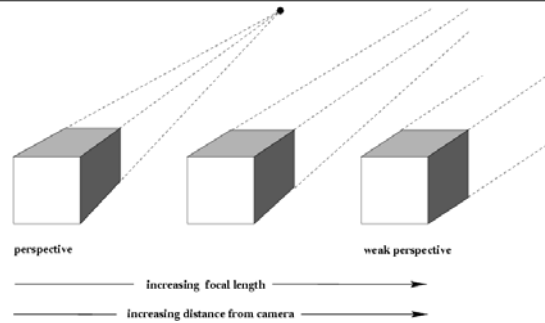 perspective
weak perspective
increasing focal length
increasing distance from camera